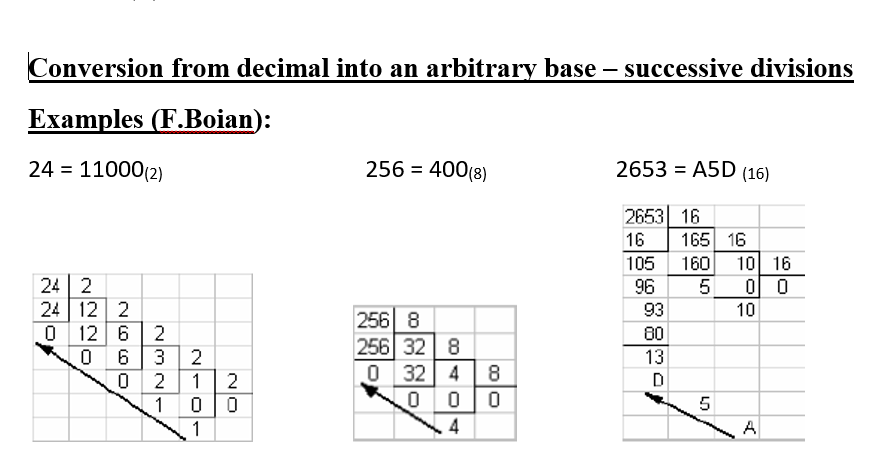 Conversion from decimal into an arbitrary base – successive divisions
Examples (F.Boian):
24 = 11000(2)
256 = 400(8)
2653 = A5D (16)
24 2
24 12 2
0 12 6 2
0 6 3 2
0 2 1 2
1 0 0
1
256 8
256 32 8
0 32 4 8
0 0 0
4
2653 16
16 165 16
105 160 10 16
96 5 0 0
93 10
80
13
D
5
A